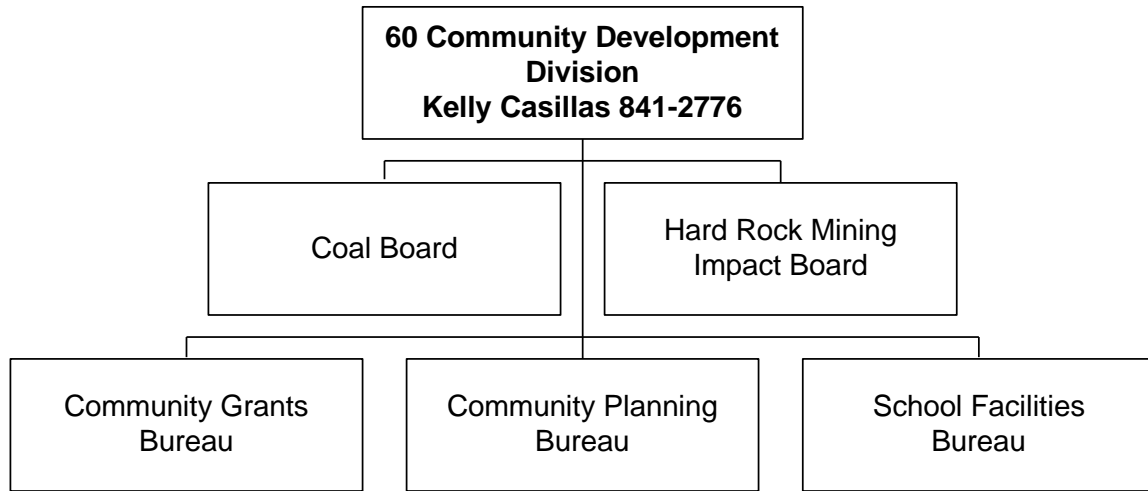 60 Community Development
Division
Kelly Casillas 841-2776
Coal Board
Hard Rock Mining
Impact Board
Community Grants
Bureau
Community Planning
Bureau
School Facilities
Bureau